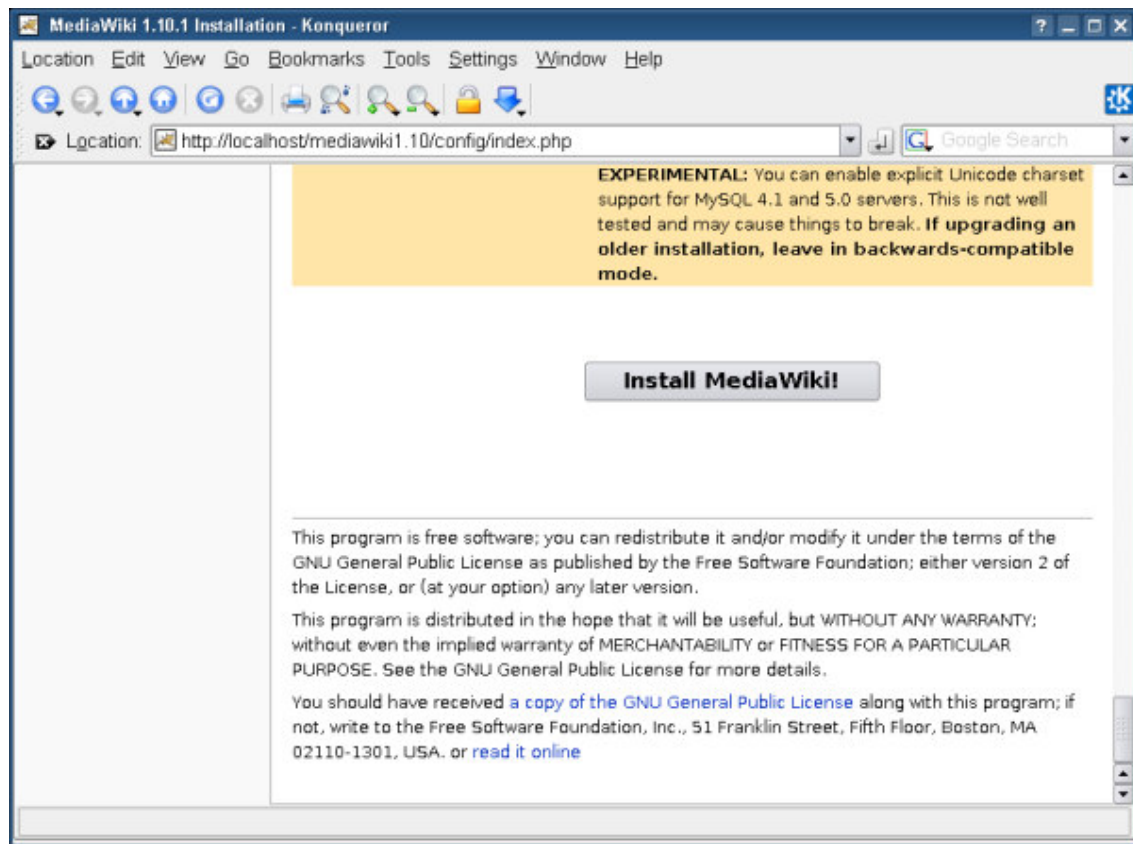 MediaWiki 1.10.1 Installation - Konqueror
Location Edit View Go Bookmarks Tools Settings Window Help
Location: http://localhost/mediawiki1.10/config/index.php Google Search
EXPERIMENTAL: You can enable explicit Unicode charset
support for MySQL 4.1 and 5.0 servers. This is not well
tested and may cause things to break. If upgrading an
older installation, leave in backwards-compatible
mode.
Install MediaWiki!
This program is free software; you can redistribute it and/or modify it under the terms of the
GNU General Public License as published by the Free Software Foundation; either version 2 of
the License, or (at your option) any later version.
This program is distributed in the hope that it will be useful, but WITHOUT ANY WARRANTY;
without even the implied warranty of MERCHANTABILITY or FITNESS FOR A PARTICULAR
PURPOSE. See the GNU General Public License for more details.
You should have received a copy of the GNU General Public License along with this program; if
not, write to the Free Software Foundation, Inc., 51 Franklin Street, Fifth Floor, Boston, MA
02110-1301, USA. or read it online